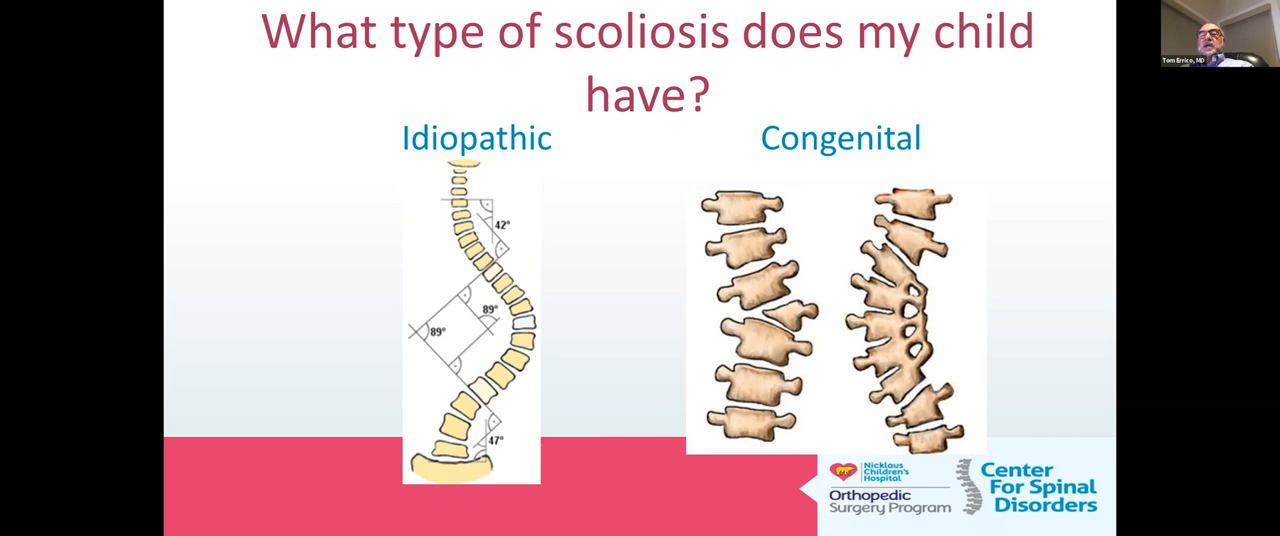 What type of scoliosis does my child
have?
Idiopathic
Congenital
42°
89°
89°
47°
Nicklaus
Children's
Hospital
Orthopedic
Surgery Program
Center
For Spinal
Disorders
Tom Errico, MD